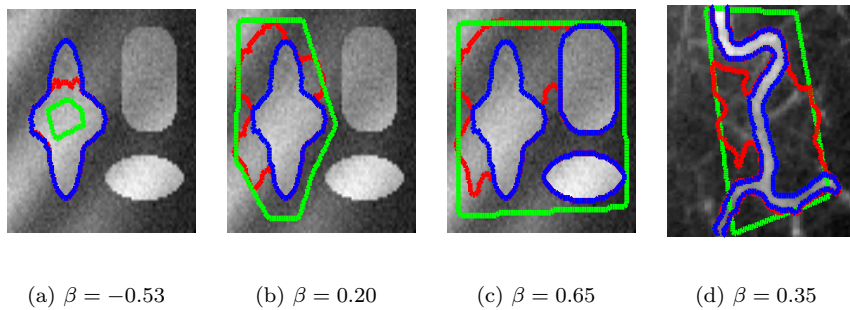 (a) β = −0.53 (b) β = 0.20 (c) β = 0.65 (d) β = 0.35